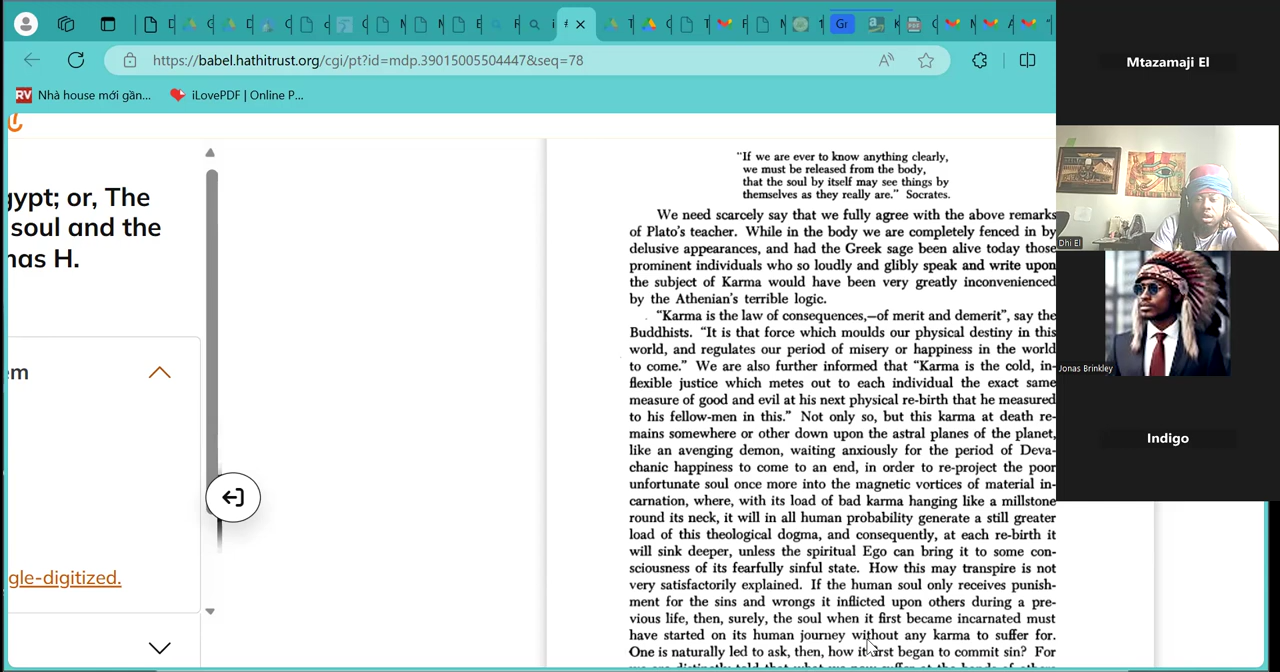 Gr
https://babel.hathitrust.org/cgi/pt?id=mdp.39015005504447&seq=78
RV Nhà house mới gần...
iLovePDF | Online P...
gypt; or, The
soul and the
nas H.
em
gle-digitized.
"If we are ever to know anything clearly,
we must be released from the body,
that the soul by itself may see things by
themselves as they really are." Socrates.
We need scarcely say that we fully agree with the above remarks
of Plato's teacher. While in the body we are completely fenced in by
delusive appearances, and had the Greek sage been alive today those
prominent individuals who so loudly and glibly speak and write upon
the subject of Karma would have been very greatly inconvenienced
by the Athenian's terrible logic.
"Karma is the law of consequences,—of merit and demerit", say the
Buddhists. "It is that force which moulds our physical destiny in this
world, and regulates our period of misery or happiness in the world
to come." We are also further informed that "Karma is the cold, in-
flexible justice which metes out to each individual the exact same
measure of good and evil at his next physical re-birth that he measured
to his fellow-men in this." Not only so, but this karma at death re-
mains somewhere or other down upon the astral planes of the planet,
like an avenging demon, waiting anxiously for the period of Deva-
chanic happiness to come to an end, in order to re-project the poor
unfortunate soul once more into the magnetic vortices of material in-
carnation, where, with its load of bad karma hanging like a millstone
round its neck, it will in all human probability generate a still greater
load of this theological dogma, and consequently, at each re-birth it
will sink deeper, unless the spiritual Ego can bring it to some con-
sciousness of its fearfully sinful state. How this may transpire is not
very satisfactorily explained. If the human soul only receives punish-
ment for the sins and wrongs it inflicted upon others during a pre-
vious life, then, surely, the soul when it first became incarnated must
have started on its human journey without any karma to suffer for.
One is naturally led to ask, then, how it first began to commit sin? For
we are distinctly told that what we now suffer at the hands of others
Mtazamaji El
Dhi El
Jonas Brinkley
Indigo